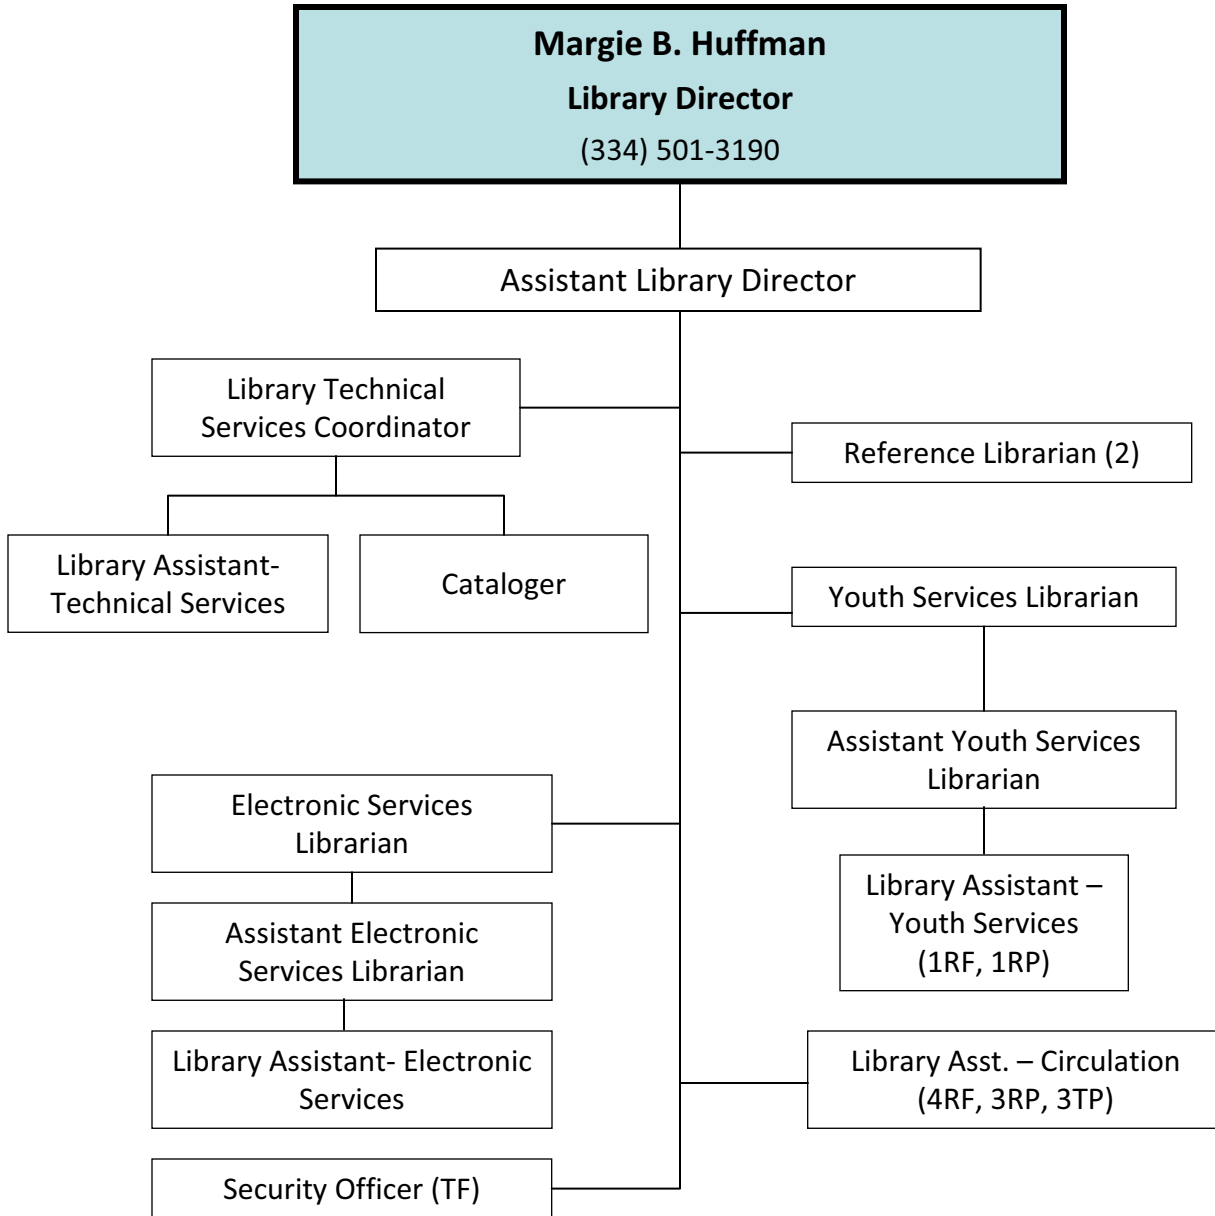 Margie B. Huffman
Library Director
(334) 501-3190
Assistant Library Director
Library Technical
Services Coordinator
Reference Librarian (2)
Library Assistant-
Technical Services
Cataloger
Youth Services Librarian
Assistant Youth Services
Librarian
Electronic Services
Librarian
Library Assistant –
Youth Services
(1RF, 1RP)
Assistant Electronic
Services Librarian
Library Assistant- Electronic
Services
Library Asst. – Circulation
(4RF, 3RP, 3TP)
Security Officer (TF)